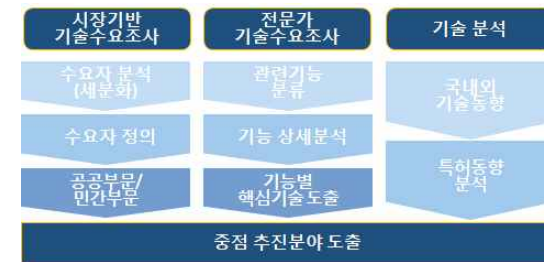 시장기반
기술수요조사
수요자 분석
(세분화)
수요자 정의
공공부문/
민간부문
전문가
기술수요조사
관련기능
분류
기능 상세분석
기능별
핵심기술 도출
기술 분석
국내외
기술동향
특허동향
분석
중점 추진분야 도출